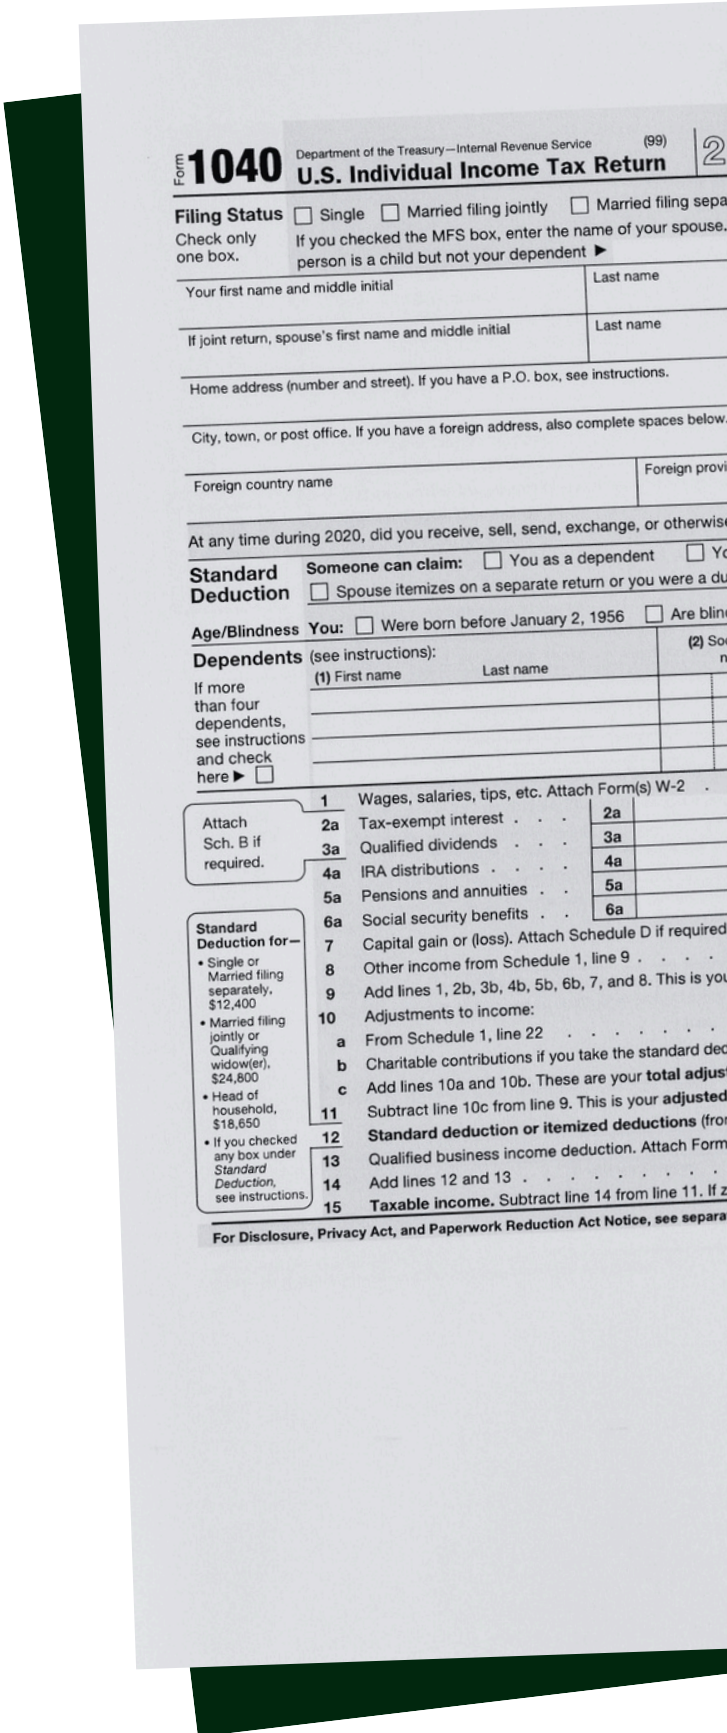 Form 1040 Department of the Treasury—Internal Revenue Service (99)
U.S. Individual Income Tax Return 2
Filing Status Single Married filing jointly Married filing sepa
Check only one box.
If you checked the MFS box, enter the name of your spouse.
person is a child but not your dependent ▶
Your first name and middle initial Last name
If joint return, spouse's first name and middle initial Last name
Home address (number and street). If you have a P.O. box, see instructions.
City, town, or post office. If you have a foreign address, also complete spaces below.
Foreign country name Foreign provi
At any time during 2020, did you receive, sell, send, exchange, or otherwise
Standard Deduction
Someone can claim: You as a dependent Yo
Spouse itemizes on a separate return or you were a du
Age/Blindness You: Were born before January 2, 1956 Are blin
Dependents (see instructions): (2) So
(1) First name Last name n
If more
than four
dependents,
see instructions
and check
here ▶
Attach
Sch. B if
required.
1 Wages, salaries, tips, etc. Attach Form(s) W-2 .
2a Tax-exempt interest . . . 2a
3a Qualified dividends . . . 3a
4a IRA distributions . . . . 4a
5a Pensions and annuities . . 5a
6a Social security benefits . . 6a
7 Capital gain or (loss). Attach Schedule D if required
8 Other income from Schedule 1, line 9 . . . .
9 Add lines 1, 2b, 3b, 4b, 5b, 6b, 7, and 8. This is you
10 Adjustments to income:
a From Schedule 1, line 22 . . . . . . .
b Charitable contributions if you take the standard dec
c Add lines 10a and 10b. These are your total adjus
11 Subtract line 10c from line 9. This is your adjusted
12 Standard deduction or itemized deductions (fro
13 Qualified business income deduction. Attach Form
14 Add lines 12 and 13 . . . . . . . . .
15 Taxable income. Subtract line 14 from line 11. If z
Standard
Deduction for—
• Single or
Married filing
separately,
$12,400
• Married filing
jointly or
Qualifying
widow(er),
$24,800
• Head of
household,
$18,650
• If you checked
any box under
Standard
Deduction,
see instructions.
For Disclosure, Privacy Act, and Paperwork Reduction Act Notice, see separa